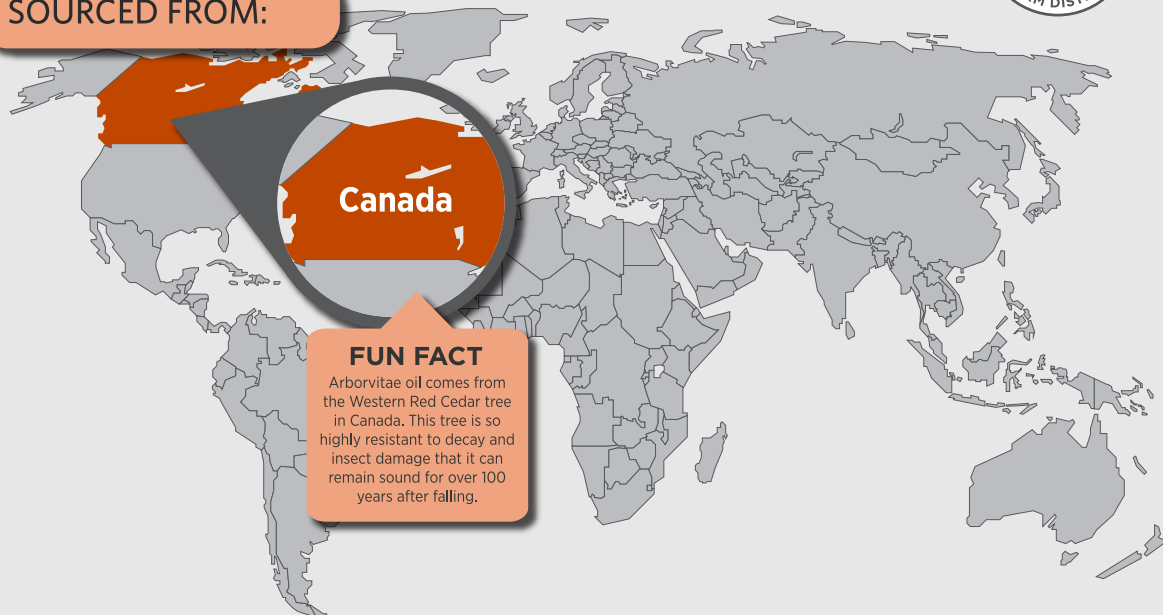 SOURCED FROM:
Canada
FUN FACT
Arborvitae oil comes from
the Western Red Cedar tree
in Canada. This tree is so
highly resistant to decay and
insect damage that it can
remain sound for over 100
years after falling.